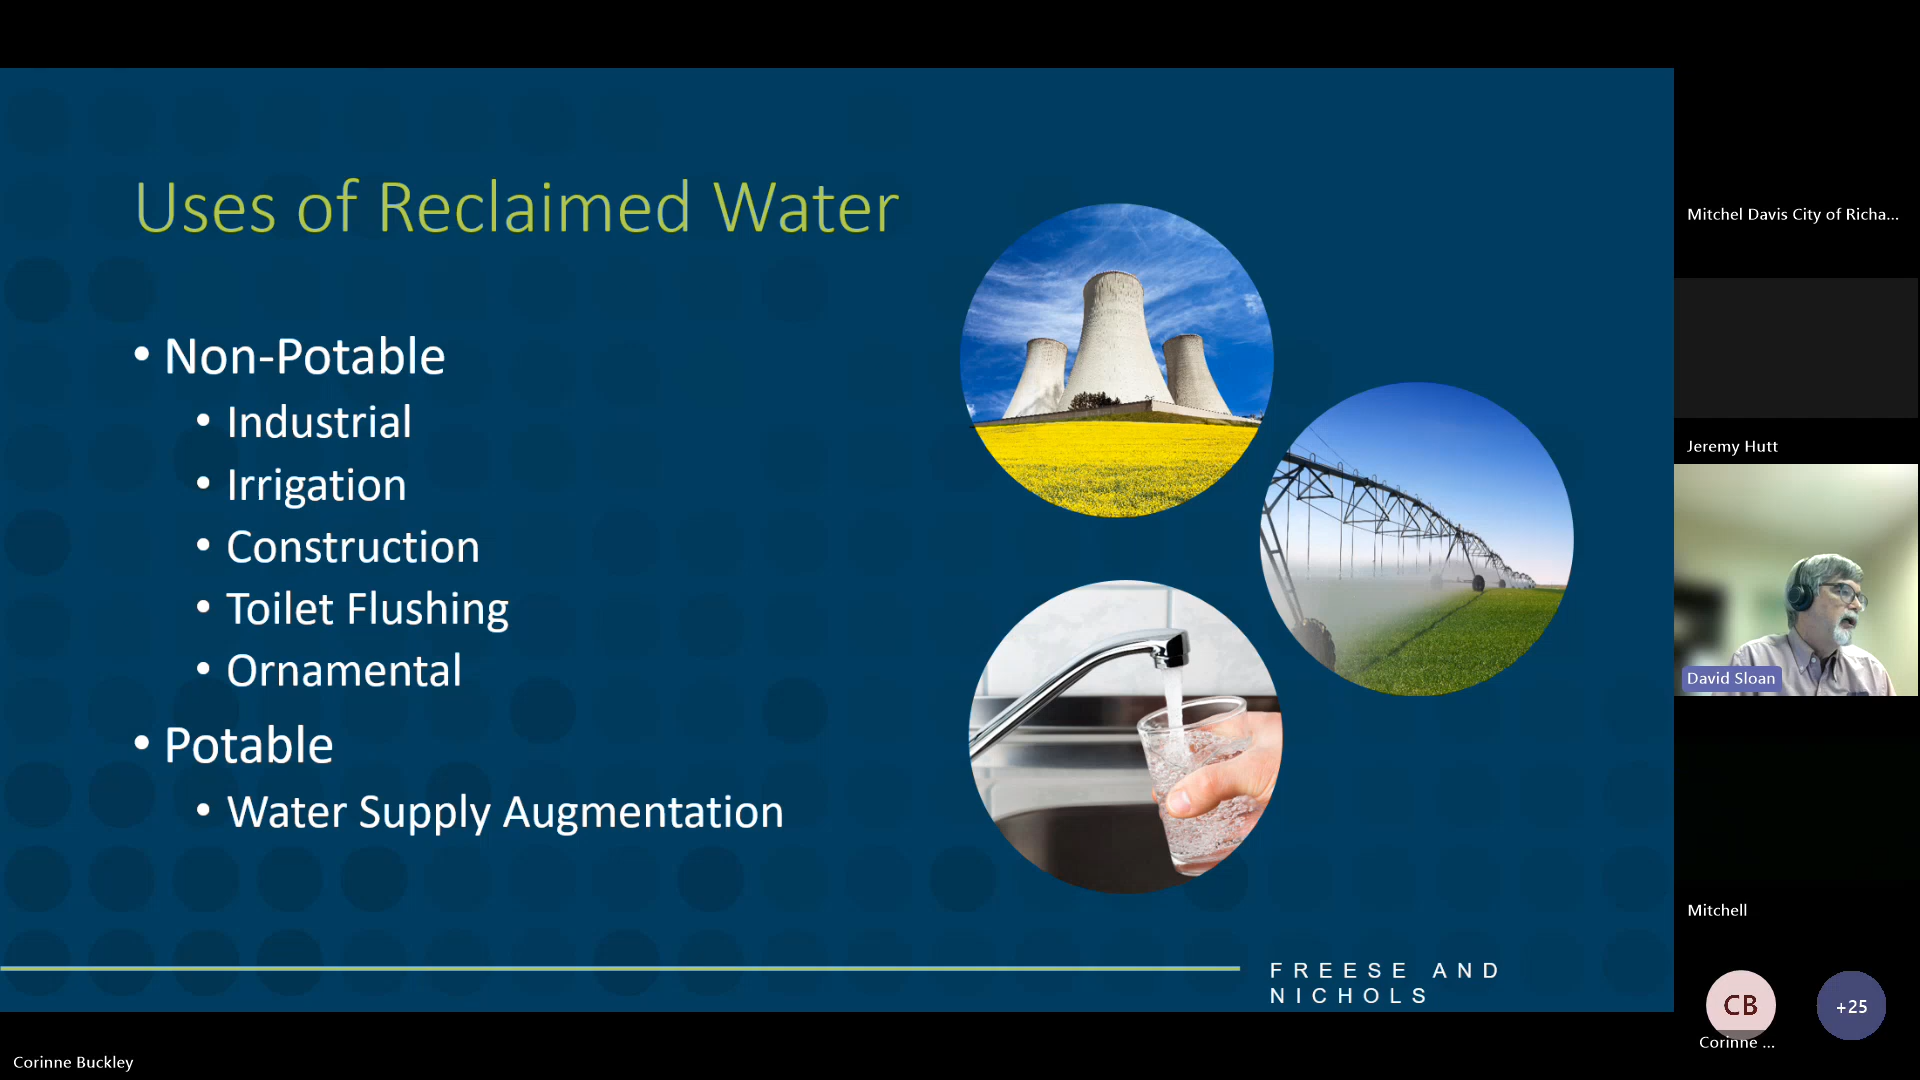 Uses of Reclaimed Water
• Non-Potable
• Industrial
• Irrigation
• Construction
• Toilet Flushing
• Ornamental
• Potable
• Water Supply Augmentation
FREESE AND
NICHOLS
Mitchel Davis City of Richa...
Jeremy Hutt
David Sloan
Mitchell
CB
+25
Corinne ...
Corinne Buckley